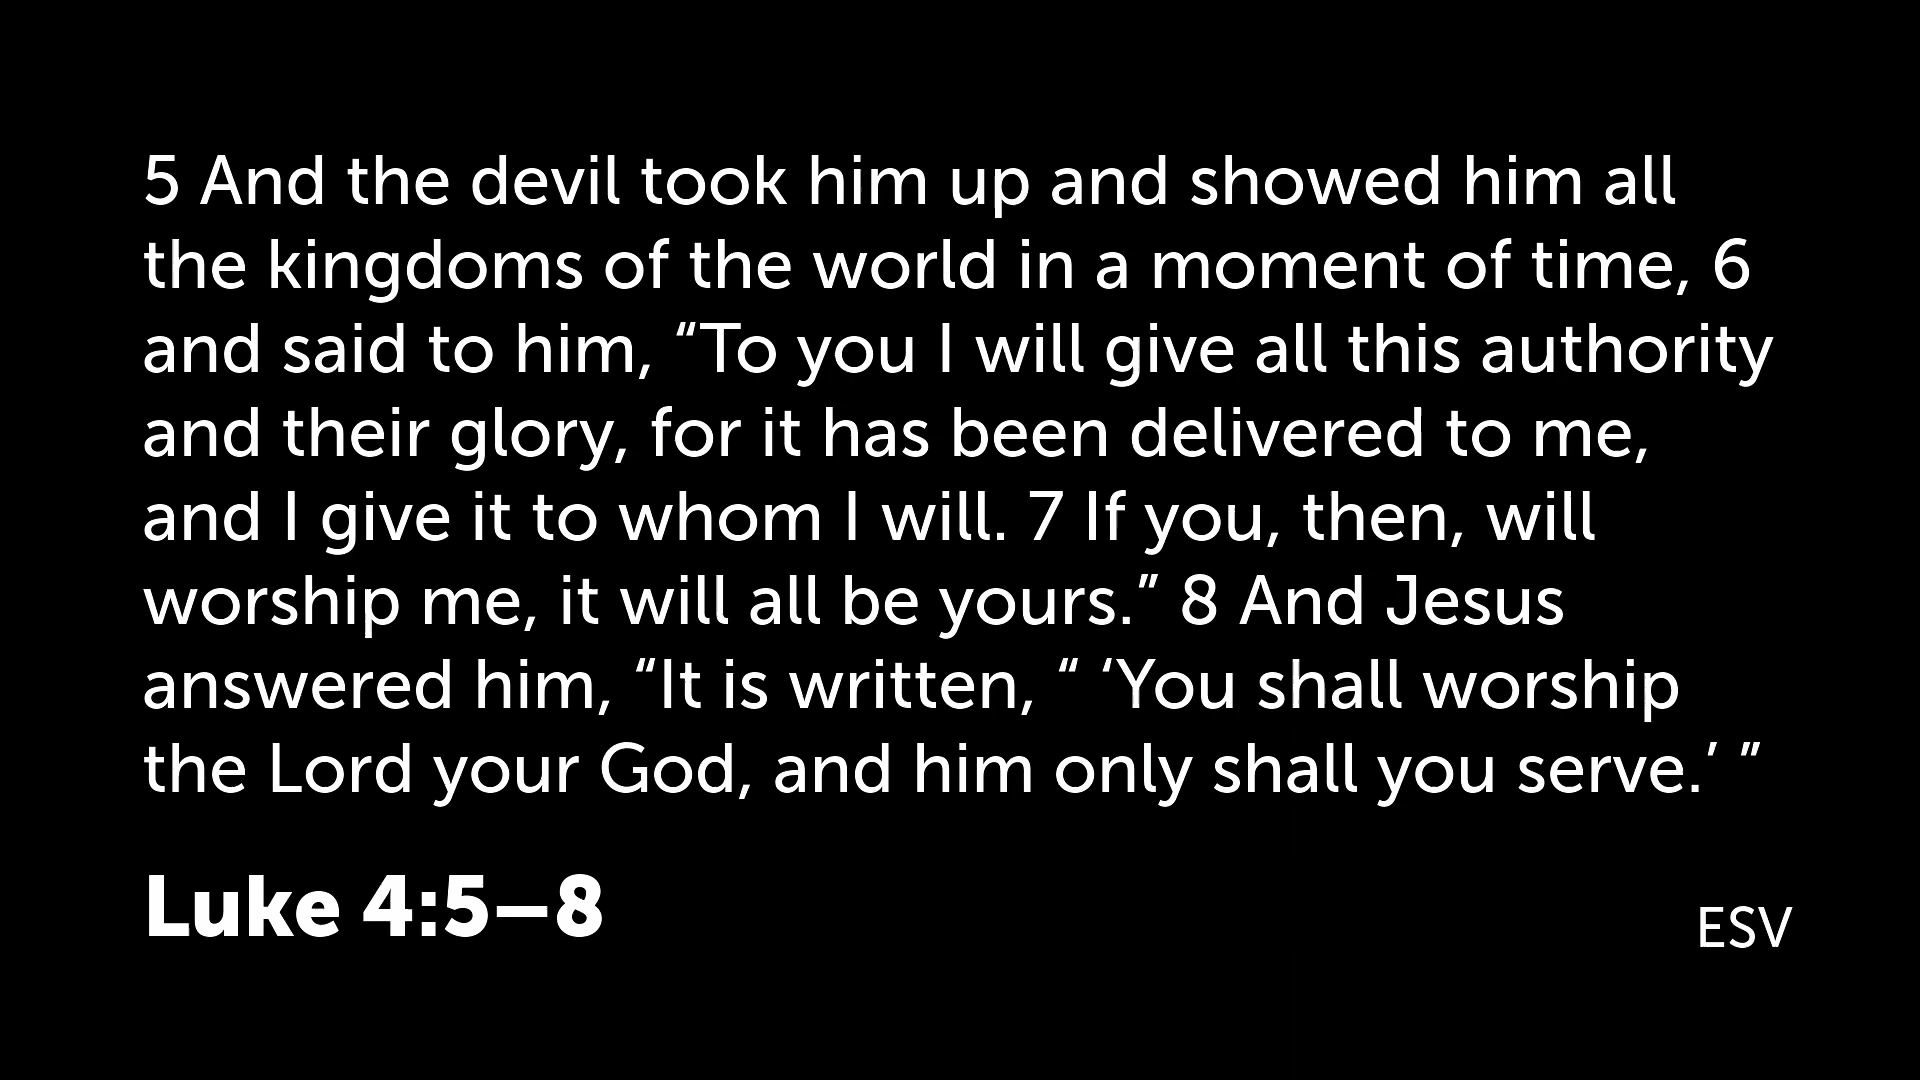 5 And the devil took him up and showed him all
the kingdoms of the world in a moment of time, 6
and said to him, “To you I will give all this authority
and their glory, for it has been delivered to me,
and I give it to whom I will. 7 If you, then, will
worship me, it will all be yours.” 8 And Jesus
answered him, “It is written, “ ‘You shall worship
the Lord your God, and him only shall you serve.’ ”
Luke 4:5–8
ESV